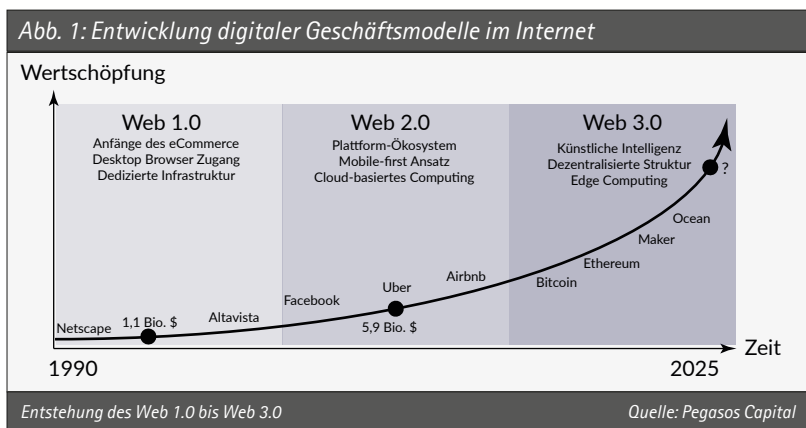 Abb. 1: Entwicklung digitaler Geschäftsmodelle im Internet
Wertschöpfung
Web 1.0
Anfänge des eCommerce
Desktop Browser Zugang
Dedizierte Infrastruktur
Web 2.0
Plattform-Ökosystem
Mobile-first Ansatz
Cloud-basiertes Computing
Web 3.0
Künstliche Intelligenz
Dezentralisierte Struktur
Edge Computing
?
Netscape
1,1 Bio. $
Altavista
Facebook
Uber
5,9 Bio. $
Airbnb
Bitcoin
Ethereum
Maker
Ocean
Zeit
1990
2025
Entstehung des Web 1.0 bis Web 3.0
Quelle: Pegasos Capital